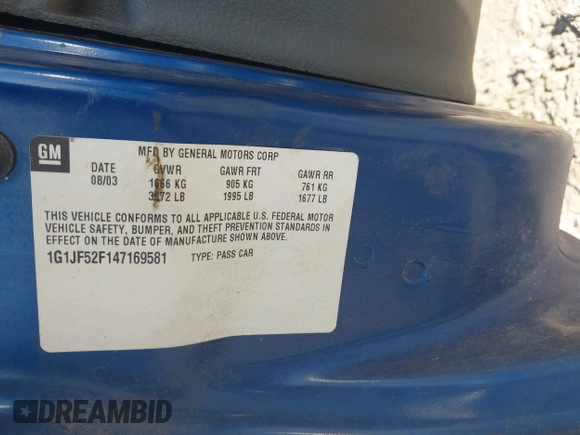 GM
MFD BY GENERAL MOTORS CORP
DATE GVWR GAWR FRT GAWR RR
08/03 1666 KG 905 KG 761 KG
3672 LB 1995 LB 1677 LB
THIS VEHICLE CONFORMS TO ALL APPLICABLE U.S. FEDERAL MOTOR
VEHICLE SAFETY, BUMPER, AND THEFT PREVENTION STANDARDS IN
EFFECT ON THE DATE OF MANUFACTURE SHOWN ABOVE.
1G1JF52F147169581 TYPE: PASS CAR
DREAMBID